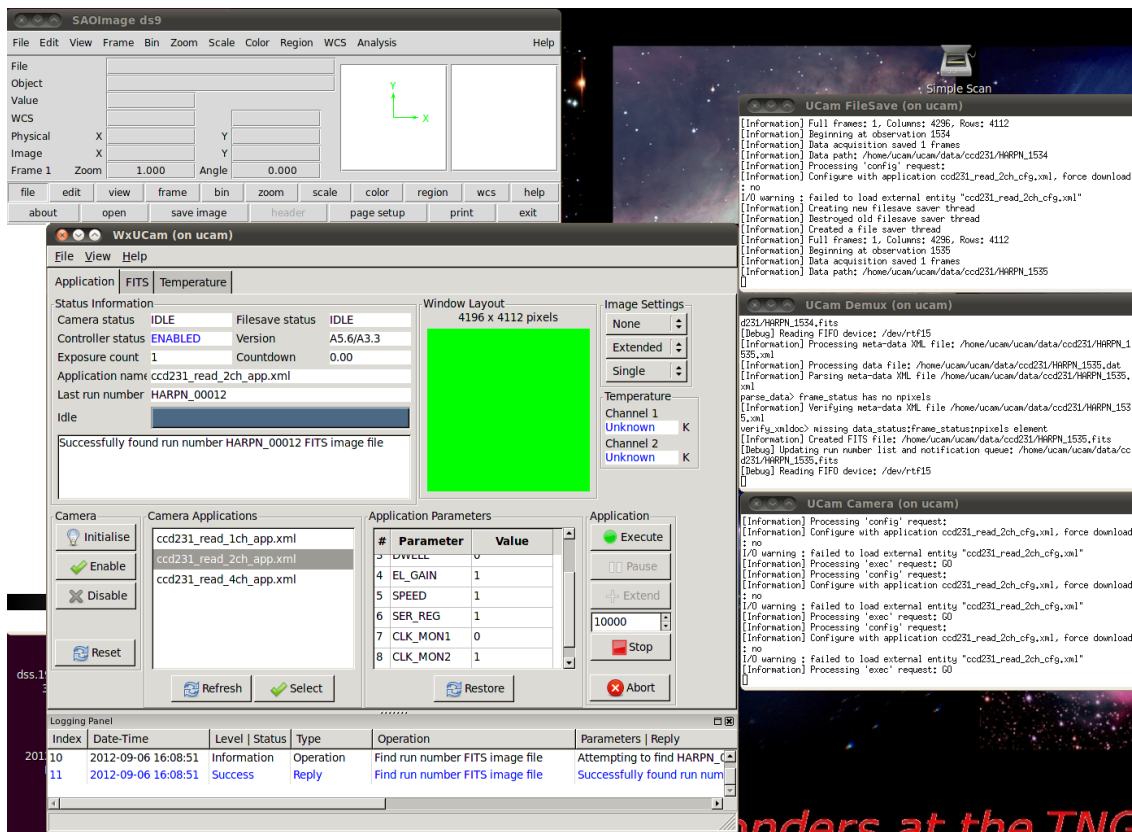 SAOImage ds9
File Edit View Frame Bin Zoom Scale Color Region WCS Analysis Help
File
Object
Value
WCS
Physical X Y
Image X Y
Frame 1 Zoom 1.000 Angle 0.000
Y
X
file edit view frame bin zoom scale color region wcs help
about open save image header page setup print exit
Simple Scan
UCam FileSave (on ucam)
[Information] Full frames: 1, Columns: 4296, Rows: 4112
[Information] Beginning at observation 1534
[Information] Data acquisition saved 1 frames
[Information] Data path: /home/ucam/ucam/data/ccd231/HARPN_1534
[Information] Processing 'config' request:
[Information] Configure with application ccd231_read_2ch_cfg.xml, force download
: no
I/O warning : failed to load external entity "ccd231_read_2ch_cfg.xml"
[Information] Creating new filesave saver thread
[Information] Destroyed old filesave saver thread
[Information] Created a file saver thread
[Information] Full frames: 1, Columns: 4296, Rows: 4112
[Information] Beginning at observation 1535
[Information] Data acquisition saved 1 frames
[Information] Data path: /home/ucam/ucam/data/ccd231/HARPN_1535
UCam Demux (on ucam)
d231/HARPN_1534.fits
[Debug] Reading FIFO device: /dev/rtf15
[Information] Processing meta-data XML file: /home/ucam/ucam/data/ccd231/HARPN_1
535.xml
[Information] Processing data file: /home/ucam/ucam/data/ccd231/HARPN_1535.dat
[Information] Parsing meta-data XML file /home/ucam/ucam/data/ccd231/HARPN_1535.
xml
parse_data> frame_status has no npixels
[Information] Verifying meta-data XML file /home/ucam/ucam/data/ccd231/HARPN_153
5.xml
verify_xmldoc> missing data_status:frame_status:npixels element
[Information] Created FITS file: /home/ucam/ucam/data/ccd231/HARPN_1535.fits
[Debug] Updating run number list and notification queue: /home/ucam/ucam/data/cc
d231/HARPN_1535.fits
[Debug] Reading FIFO device: /dev/rtf15
UCam Camera (on ucam)
[Information] Processing 'config' request:
[Information] Configure with application ccd231_read_2ch_cfg.xml, force download
: no
I/O warning : failed to load external entity "ccd231_read_2ch_cfg.xml"
[Information] Processing 'exec' request: GO
[Information] Processing 'config' request:
[Information] Configure with application ccd231_read_2ch_cfg.xml, force download
: no
I/O warning : failed to load external entity "ccd231_read_2ch_cfg.xml"
[Information] Processing 'exec' request: GO
[Information] Processing 'config' request:
[Information] Configure with application ccd231_read_2ch_cfg.xml, force download
: no
I/O warning : failed to load external entity "ccd231_read_2ch_cfg.xml"
[Information] Processing 'exec' request: GO
WxUCam (on ucam)
File View Help
Application FITS Temperature
Status Information
Camera status IDLE Filesave status IDLE
Controller status ENABLED Version A5.6/A3.3
Exposure count 1 Countdown 0.00
Application name ccd231_read_2ch_app.xml
Last run number HARPN_00012
Idle
Successfully found run number HARPN_00012 FITS image file
Window Layout
4196 x 4112 pixels
Image Settings
None
Extended
Single
Temperature
Channel 1
Unknown K
Channel 2
Unknown K
Camera
Initialise
Enable
Disable
Reset
Camera Applications
ccd231_read_1ch_app.xml
ccd231_read_2ch_app.xml
ccd231_read_4ch_app.xml
Refresh Select
Application Parameters
# Parameter Value
3 DWELL 0
4 EL_GAIN 1
5 SPEED 1
6 SER_REG 1
7 CLK_MON1 0
8 CLK_MON2 1
Restore
Application
Execute
Pause
Extend
10000
Stop
Abort
Logging Panel
Index Date-Time Level | Status Type Operation Parameters | Reply
10 2012-09-06 16:08:51 Information Operation Find run number FITS image file Attempting to find HARPN_0
11 2012-09-06 16:08:51 Success Reply Find run number FITS image file Successfully found run num
dss.1
3
201
onders at the TNG